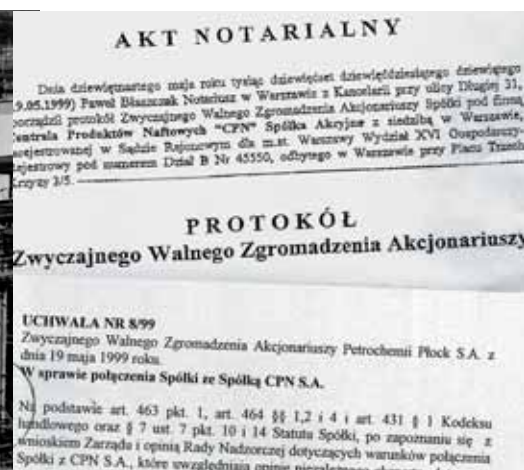 AKT NOTARIALNY
Dnia dziewiętnastego maja roku tysiąc dziewięćset dziewięćdziesiątego dziewiątego
9.05.1999) Paweł Błaszczak Notariusz w Warszawie z Kancelarii przy ulicy Długiej 31,
sporządził protokół Zwyczajnego Walnego Zgromadzenia Akcjonariuszy Spółki pod firmą
Centrala Produktów Naftowych "CPN" Spółka Akcyjna z siedzibą w Warszawie,
zarejestrowanej w Sądzie Rejonowym dla m.st. Warszawy Wydział XVI Gospodarczy,
Rejestrowy pod numerem Dział B Nr 45550, odbytego w Warszawie przy Placu Trzech
Krzyży 3/5.
PROTOKÓŁ
Zwyczajnego Walnego Zgromadzenia Akcjonariuszy
UCHWAŁA NR 8/99
Zwyczajnego Walnego Zgromadzenia Akcjonariuszy Petrochemii Płock S.A. z
dnia 19 maja 1999 roku.
W sprawie połączenia Spółki ze Spółką CPN S.A.
Na podstawie art. 463 pkt. 1, art. 464 §§ 1,2 i 4 i art. 431 § 1 Kodeksu
handlowego oraz § 7 ust. 7 pkt. 10 i 14 Statutu Spółki, po zapoznaniu się z
wnioskiem Zarządu i opinią Rady Nadzorczej dotyczących warunków połączenia
Spółki z CPN S.A., które uwzględniają opinie